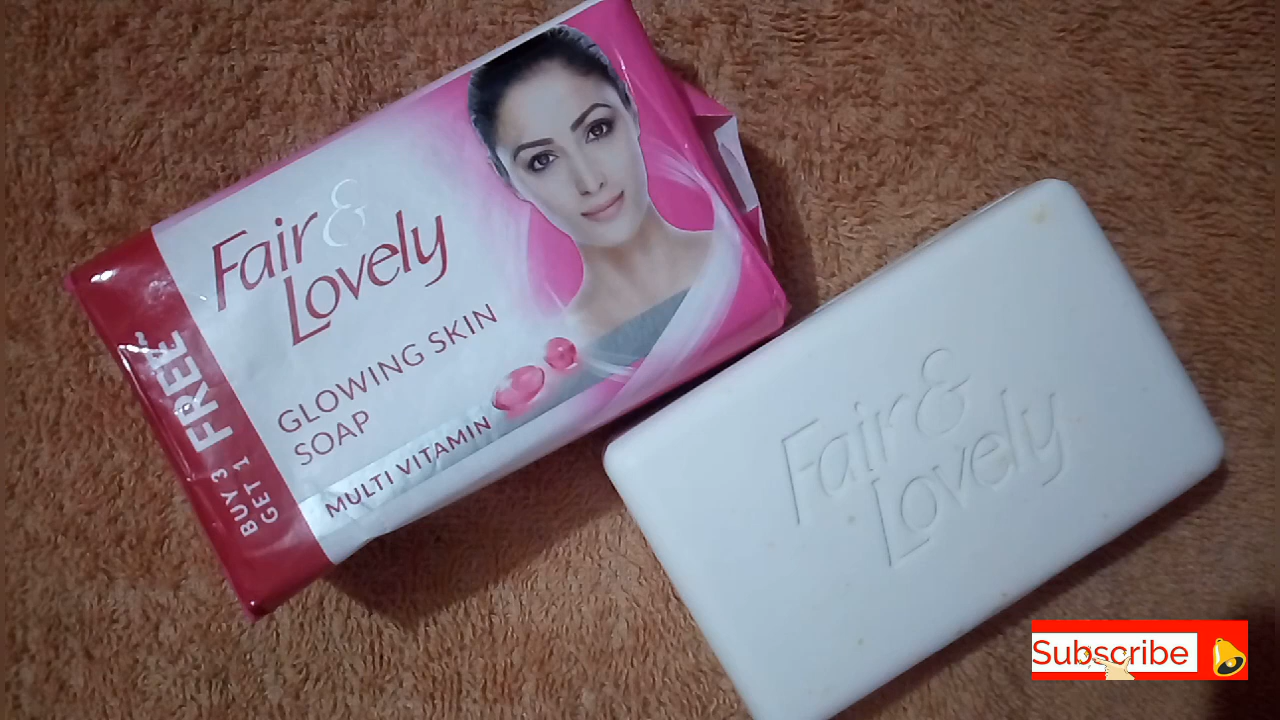 Fair &
Lovely
GLOWING SKIN
SOAP
MULTI VITAMIN
BUY 3
GET 1
FREE
Fair &
Lovely
Subscribe